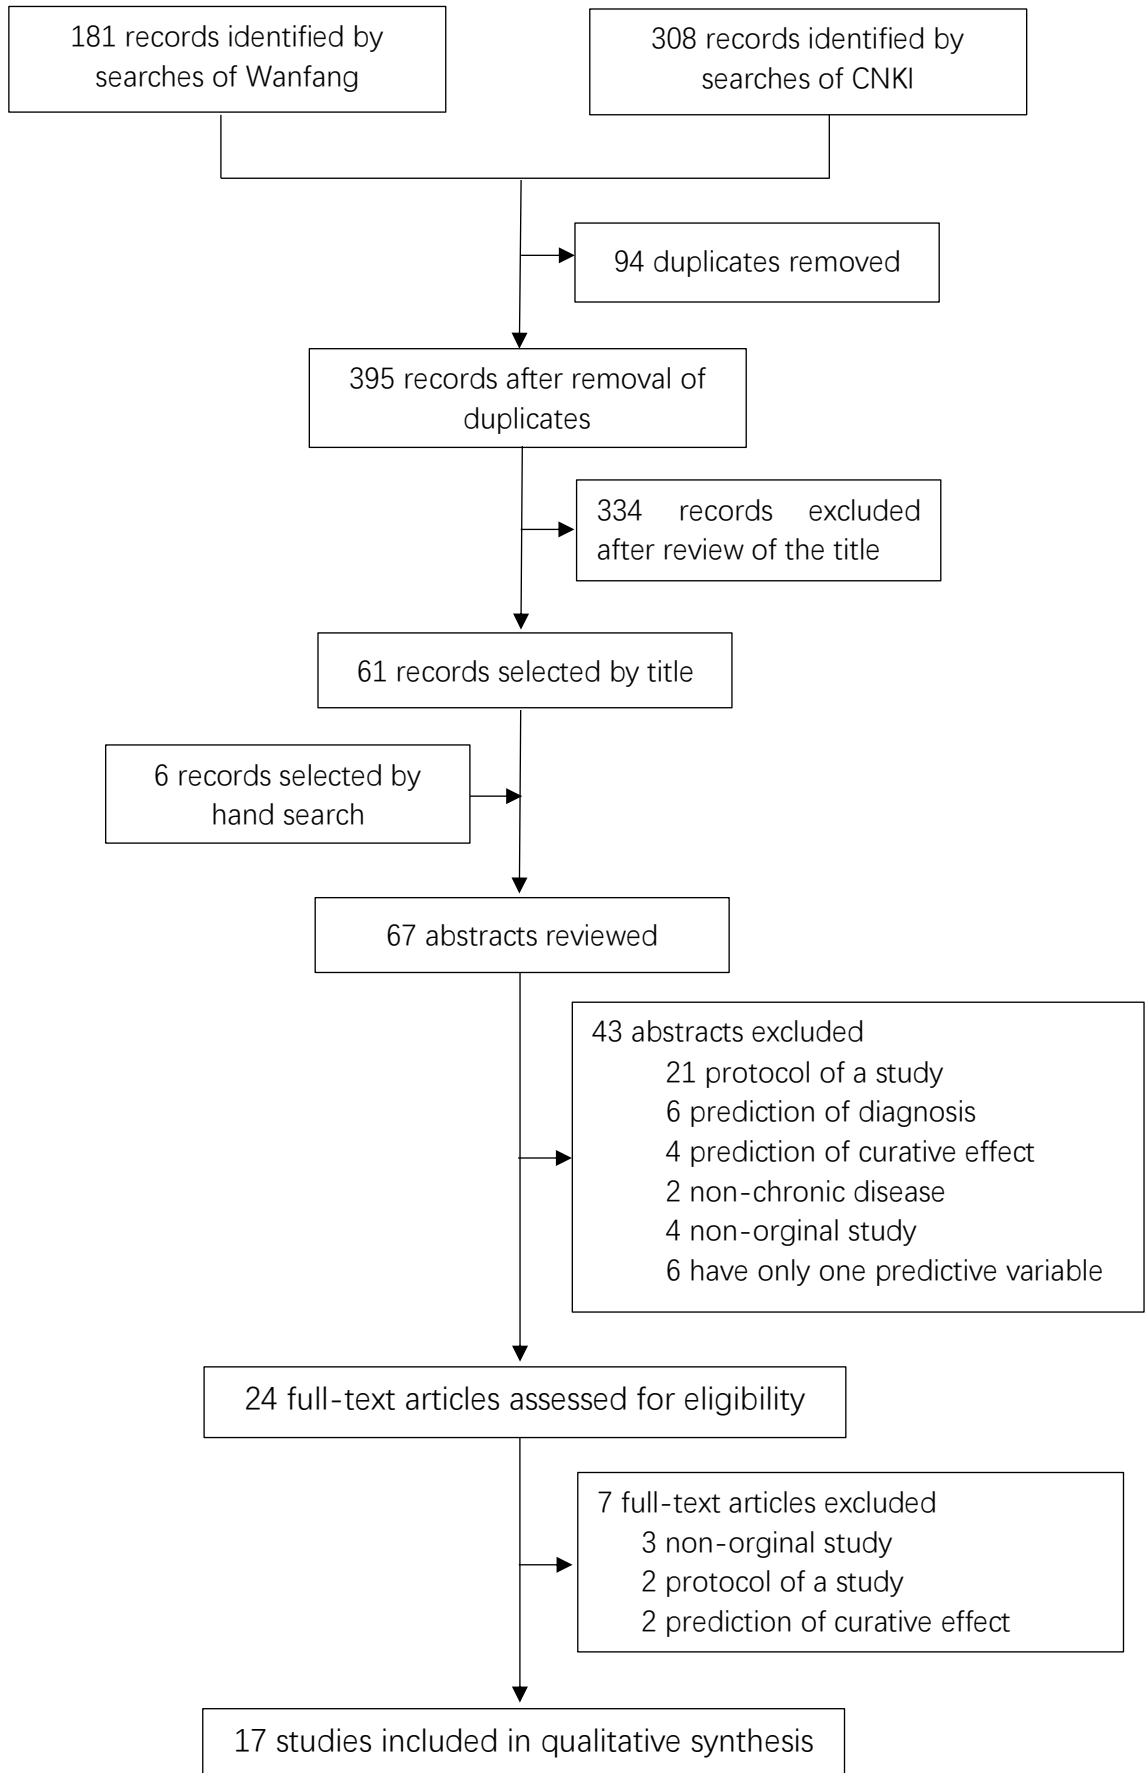 181 records identified by
searches of Wanfang
308 records identified by
searches of CNKI
94 duplicates removed
395 records after removal of
duplicates
334 records excluded
after review of the title
61 records selected by title
6 records selected by
hand search
67 abstracts reviewed
43 abstracts excluded
21 protocol of a study
6 prediction of diagnosis
4 prediction of curative effect
2 non-chronic disease
4 non-orginal study
6 have only one predictive variable
24 full-text articles assessed for eligibility
7 full-text articles excluded
3 non-orginal study
2 protocol of a study
2 prediction of curative effect
17 studies included in qualitative synthesis